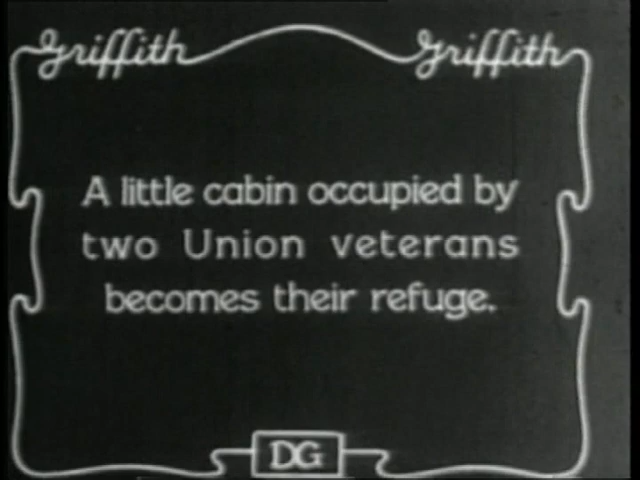 Griffith Griffith
A little cabin occupied by
two Union veterans
becomes their refuge.
DG